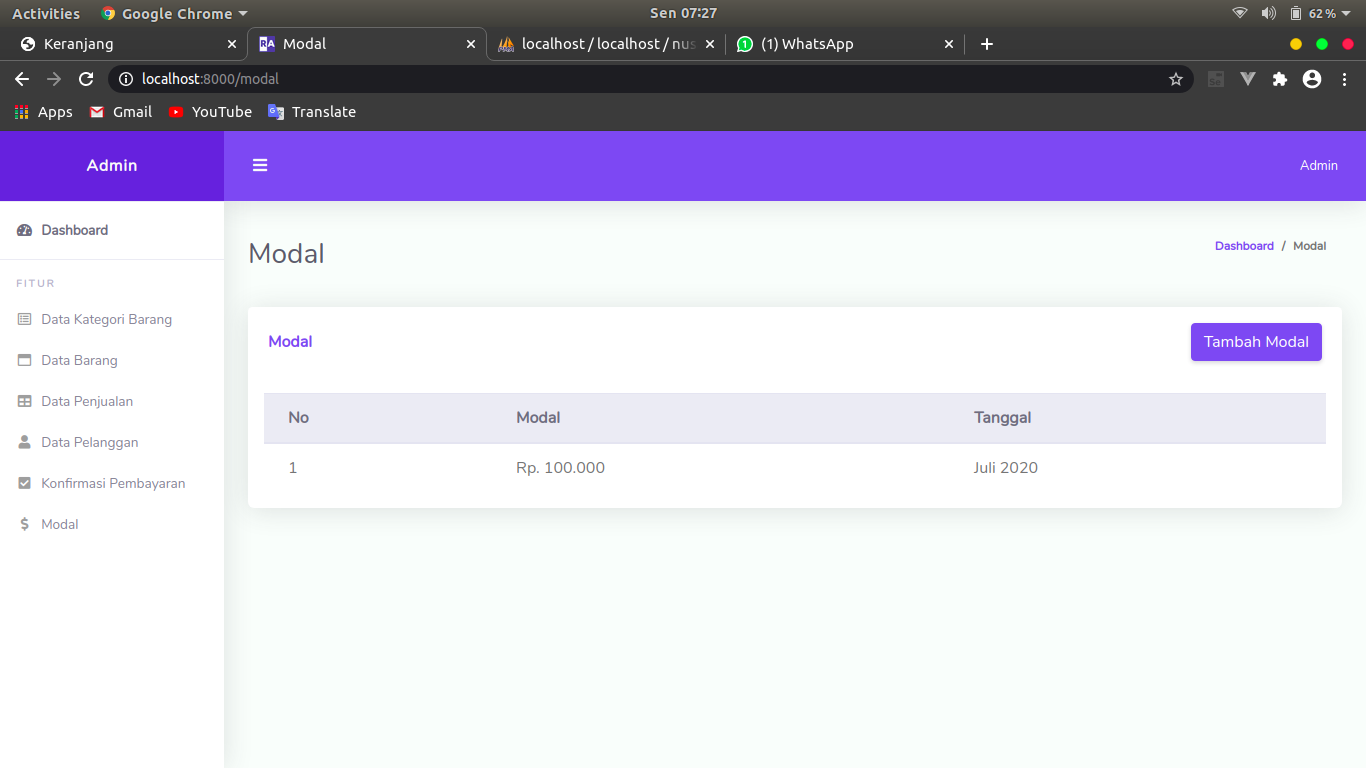 Activities Google Chrome Sen 07:27 62%
Keranjang RA Modal localhost / localhost / nus (1) WhatsApp
localhost:8000/modal
Apps Gmail YouTube Translate
Admin Admin
Dashboard
Modal Dashboard / Modal
FITUR
Data Kategori Barang
Data Barang
Data Penjualan
Data Pelanggan
Konfirmasi Pembayaran
Modal
Modal Tambah Modal
No Modal Tanggal
1 Rp. 100.000 Juli 2020